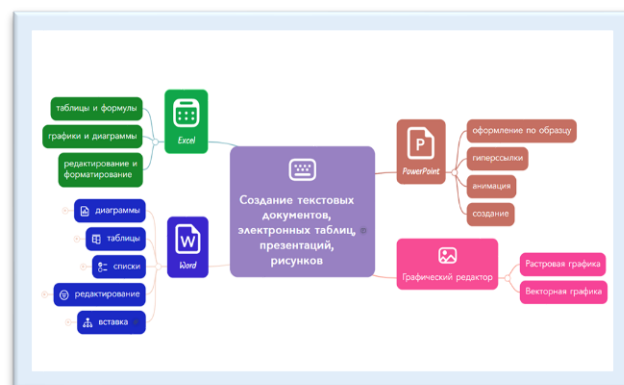 таблицы и формулы
графики и диаграммы
редактирование и
форматирование
Excel
диаграммы
таблицы
списки
редактирование
вставка
W
Word
Создание текстовых
документов,
электронных таблиц,
презентаций,
рисунков
P
PowerPoint
оформление по образцу
гиперссылки
анимация
создание
Графический редактор
Растровая графика
Векторная графика